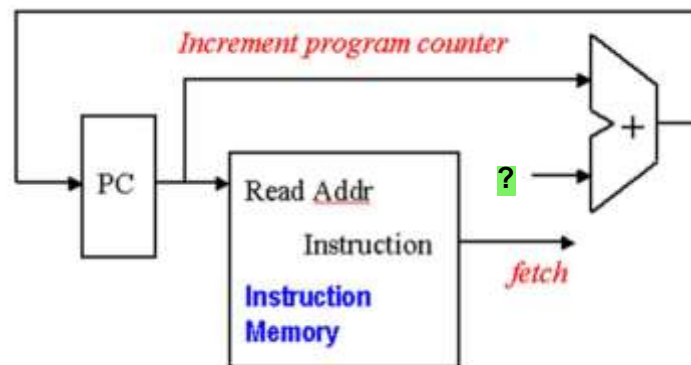 Increment program counter
PC
+
?
Read Addr
Instruction
fetch
Instruction
Memory